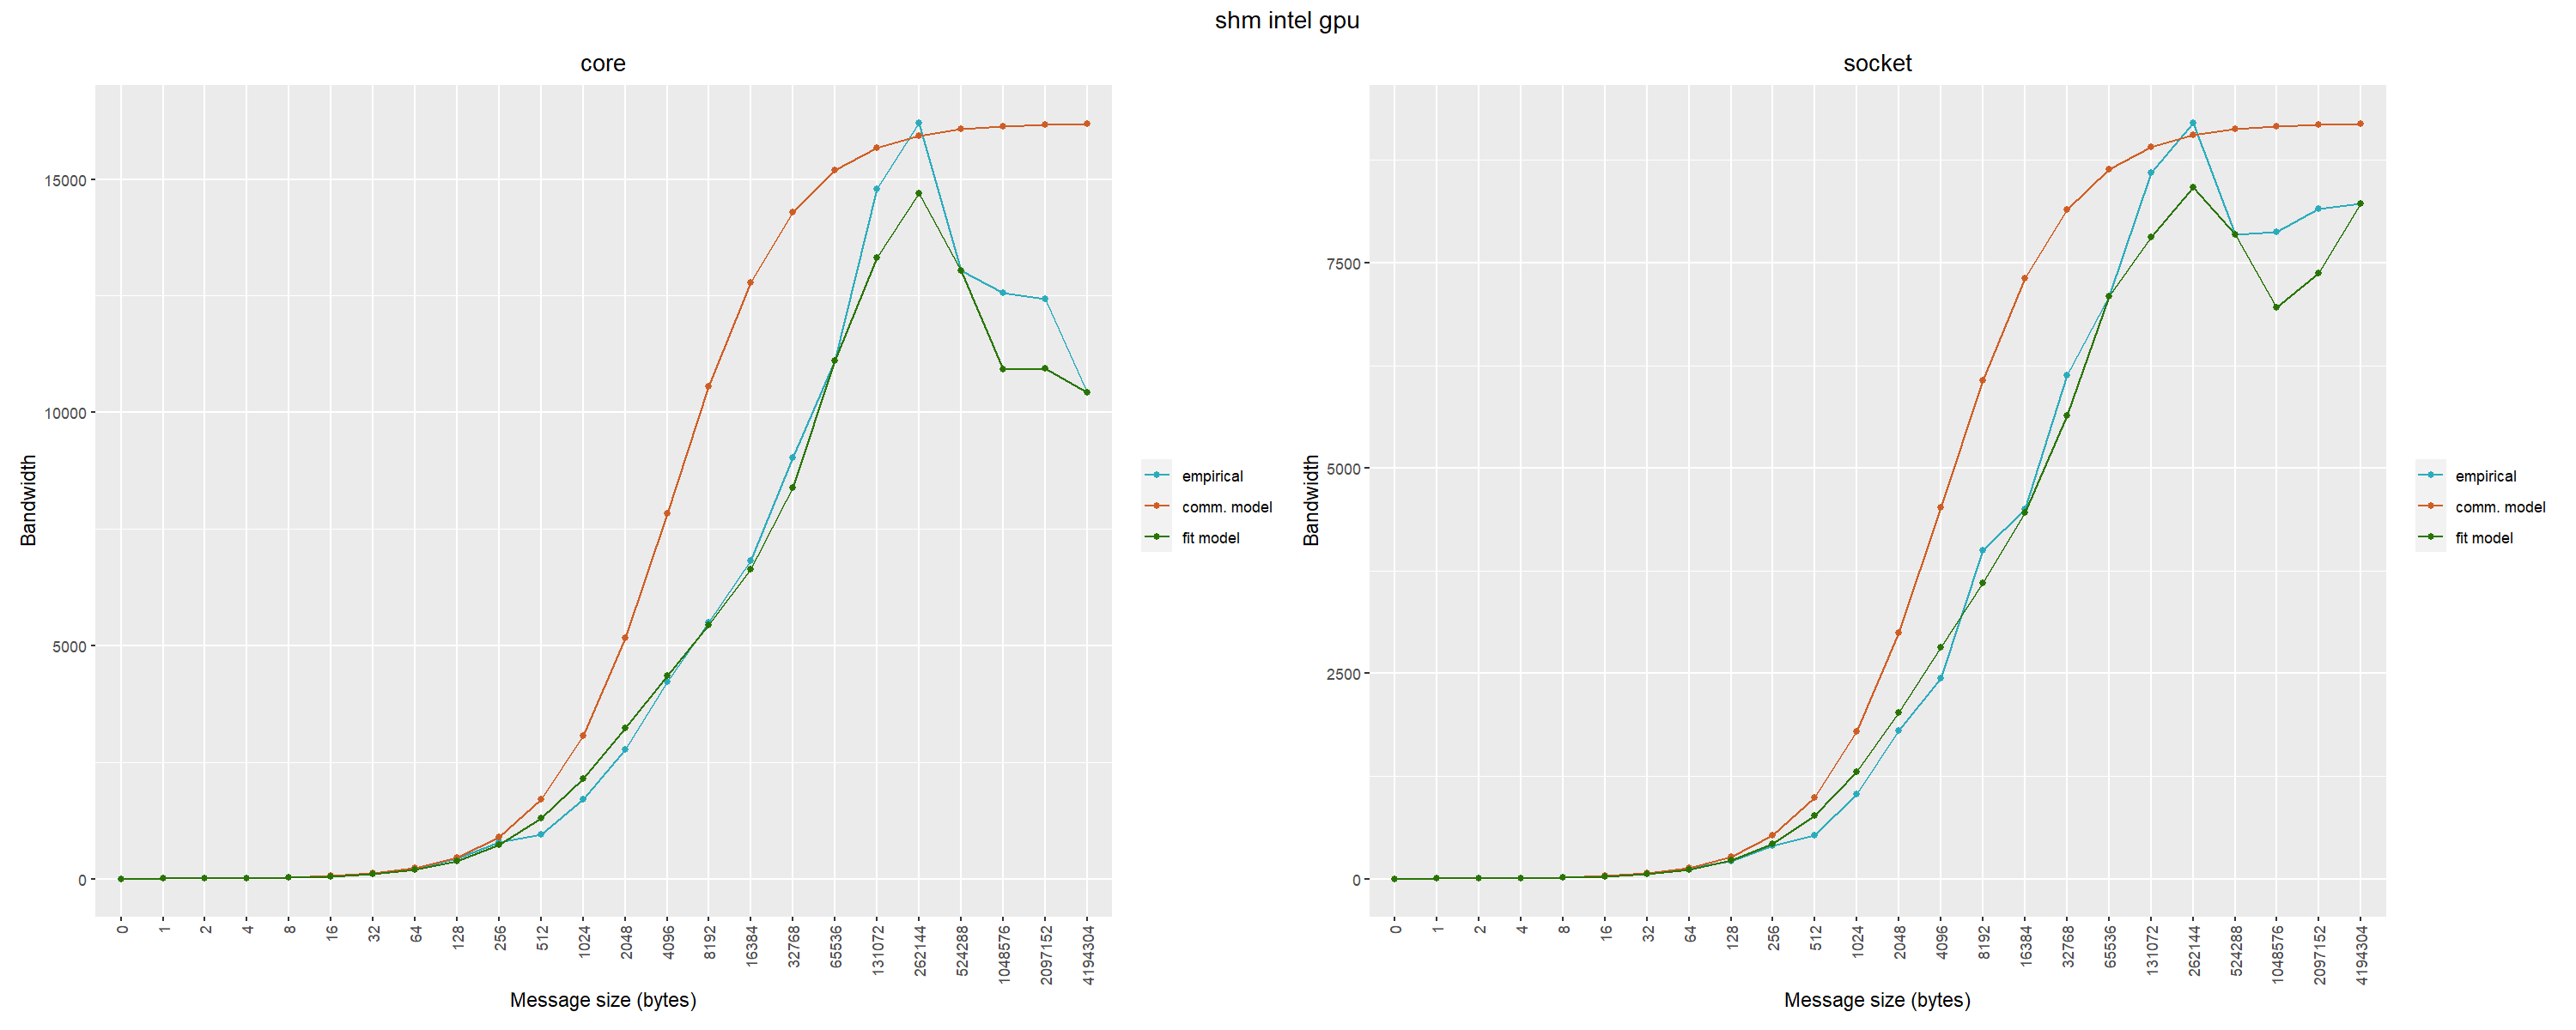 shm intel gpu
core
15000
10000
5000
0
Bandwidth
0 1 2 4 8 16 32 64 128 256 512 1024 2048 4096 8192 16384 32768 65536 131072 262144 524288 1048576 2097152 4194304
Message size (bytes)
empirical
comm. model
fit model
socket
7500
5000
2500
0
Bandwidth
0 1 2 4 8 16 32 64 128 256 512 1024 2048 4096 8192 16384 32768 65536 131072 262144 524288 1048576 2097152 4194304
Message size (bytes)
empirical
comm. model
fit model